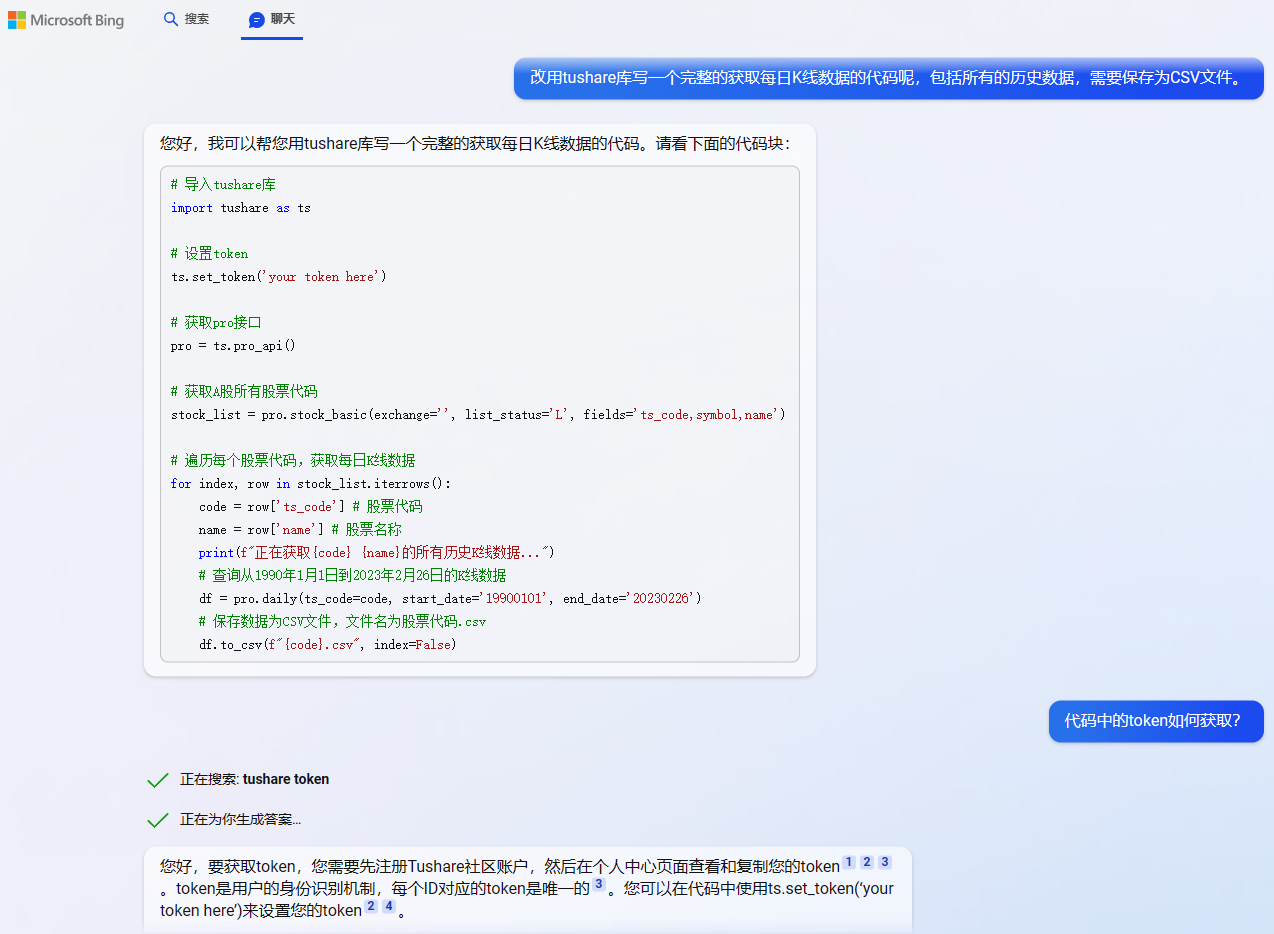 Microsoft Bing 搜索 聊天
改用tushare库写一个完整的获取每日K线数据的代码呢，包括所有的历史数据，需要保存为CSV文件。
您好，我可以帮您用tushare库写一个完整的获取每日K线数据的代码。请看下面的代码块：
# 导入tushare库
import tushare as ts
# 设置token
ts.set_token('your token here')
# 获取pro接口
pro = ts.pro_api()
# 获取A股所有股票代码
stock_list = pro.stock_basic(exchange='', list_status='L', fields='ts_code,symbol,name')
# 遍历每个股票代码，获取每日K线数据
for index, row in stock_list.iterrows():
    code = row['ts_code'] # 股票代码
    name = row['name'] # 股票名称
    print(f"正在获取{code} {name}的所有历史K线数据...")
    # 查询从1990年1月1日到2023年2月26日的K线数据
    df = pro.daily(ts_code=code, start_date='19900101', end_date='20230226')
    # 保存数据为CSV文件，文件名为股票代码.csv
    df.to_csv(f"{code}.csv", index=False)
代码中的token如何获取？
正在搜索: tushare token
正在为你生成答案...
您好，要获取token，您需要先注册Tushare社区账户，然后在个人中心页面查看和复制您的token 1 2 3
。token是用户的身份识别机制，每个ID对应的token是唯一的 3 。您可以在代码中使用ts.set_token(‘your
token here’)来设置您的token 2 4 。